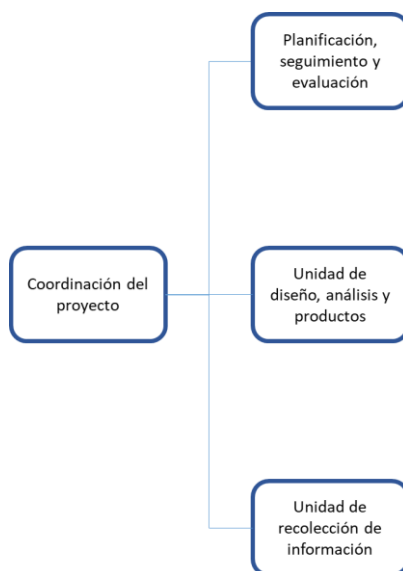 Planificación,
seguimiento y
evaluación
Coordinación del
proyecto
Unidad de
diseño, análisis y
productos
Unidad de
recolección de
información